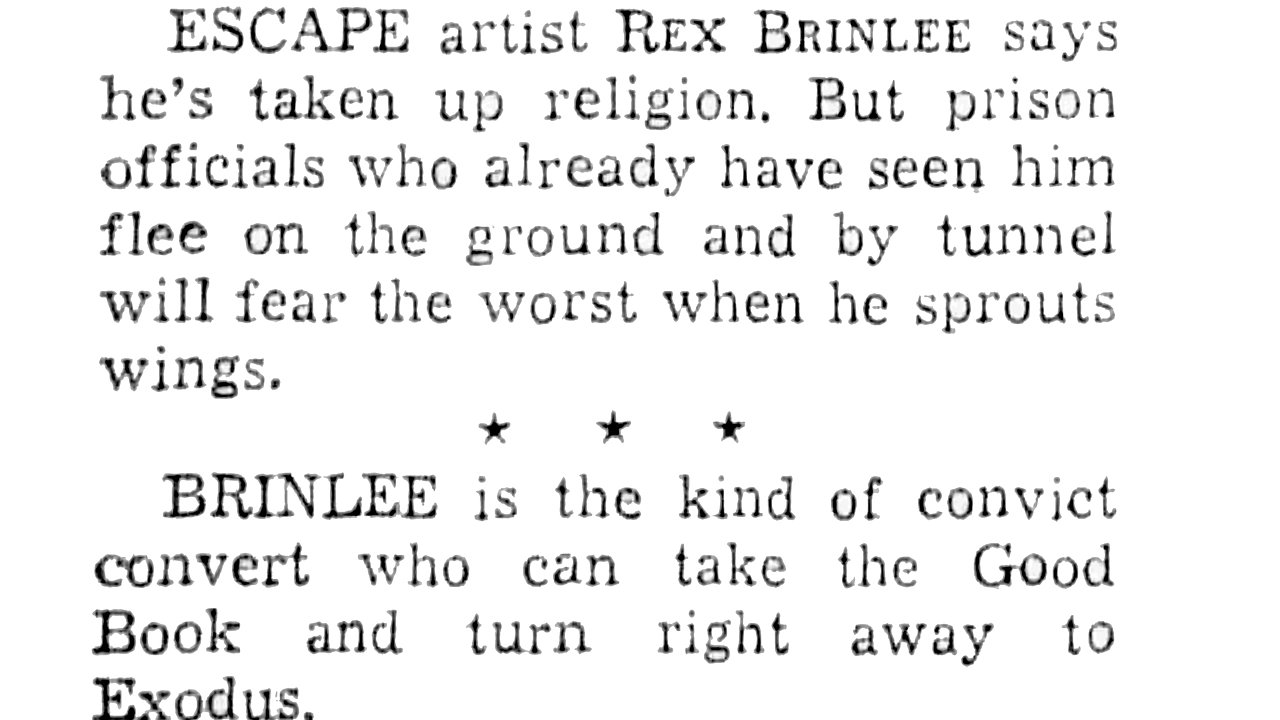 ESCAPE artist REX BRINLEE says
he's taken up religion. But prison
officials who already have seen him
flee on the ground and by tunnel
will fear the worst when he sprouts
wings.
★ ★ ★
BRINLEE is the kind of convict
convert who can take the Good
Book and turn right away to
Exodus.